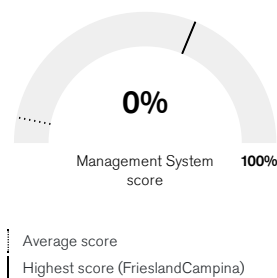 0%
Management System
score
100%
Average score
Highest score (FrieslandCampina)